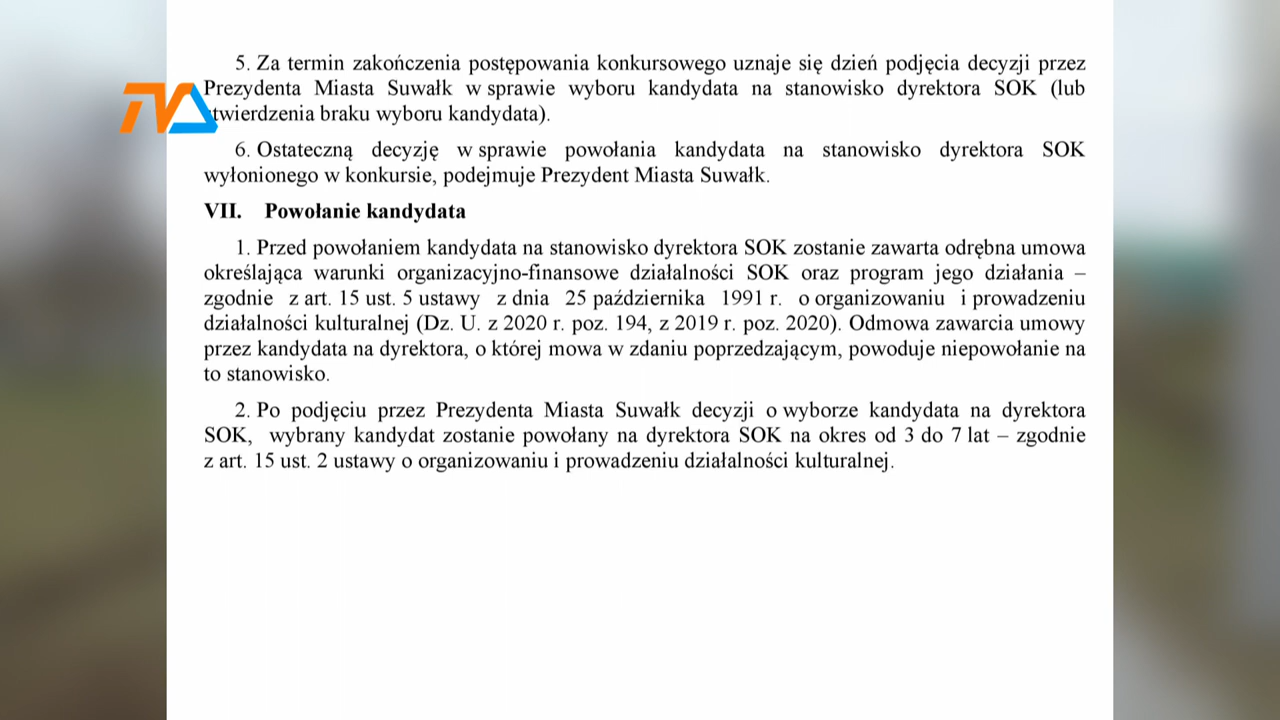 5. Za termin zakończenia postępowania konkursowego uznaje się dzień podjęcia decyzji przez
Prezydenta Miasta Suwałk w sprawie wyboru kandydata na stanowisko dyrektora SOK (lub
twierdzenia braku wyboru kandydata).
6. Ostateczną decyzję w sprawie powołania kandydata na stanowisko dyrektora SOK
wyłonionego w konkursie, podejmuje Prezydent Miasta Suwałk.
VII. Powołanie kandydata
1. Przed powołaniem kandydata na stanowisko dyrektora SOK zostanie zawarta odrębna umowa
określająca warunki organizacyjno-finansowe działalności SOK oraz program jego działania –
zgodnie z art. 15 ust. 5 ustawy z dnia 25 października 1991 r. o organizowaniu i prowadzeniu
działalności kulturalnej (Dz. U. z 2020 r. poz. 194, z 2019 r. poz. 2020). Odmowa zawarcia umowy
przez kandydata na dyrektora, o której mowa w zdaniu poprzedzającym, powoduje niepowołanie na
to stanowisko.
2. Po podjęciu przez Prezydenta Miasta Suwałk decyzji o wyborze kandydata na dyrektora
SOK, wybrany kandydat zostanie powołany na dyrektora SOK na okres od 3 do 7 lat – zgodnie
z art. 15 ust. 2 ustawy o organizowaniu i prowadzeniu działalności kulturalnej.